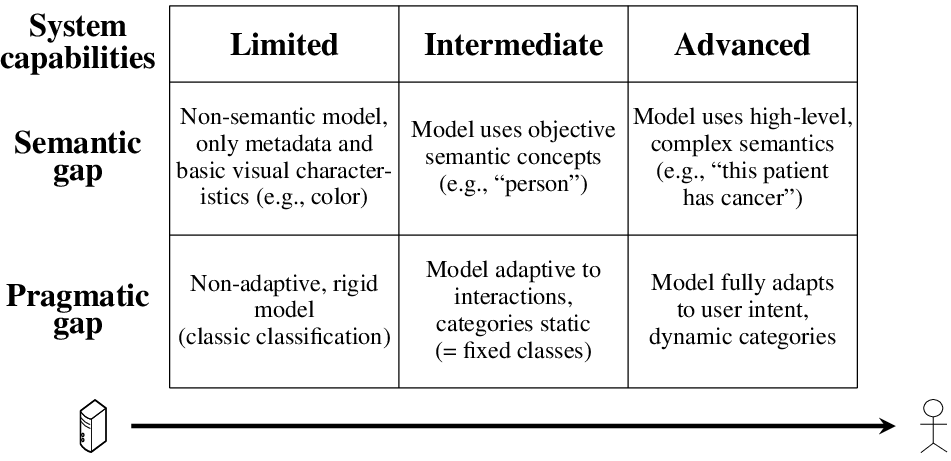 System
capabilities
Limited
Intermediate
Advanced
Semantic
gap
Non-semantic model,
only metadata and
basic visual character-
istics (e.g., color)
Model uses objective
semantic concepts
(e.g., “person”)
Model uses high-level,
complex semantics
(e.g., “this patient
has cancer”)
Pragmatic
gap
Non-adaptive, rigid
model
(classic classification)
Model adaptive to
interactions,
categories static
(= fixed classes)
Model fully adapts
to user intent,
dynamic categories